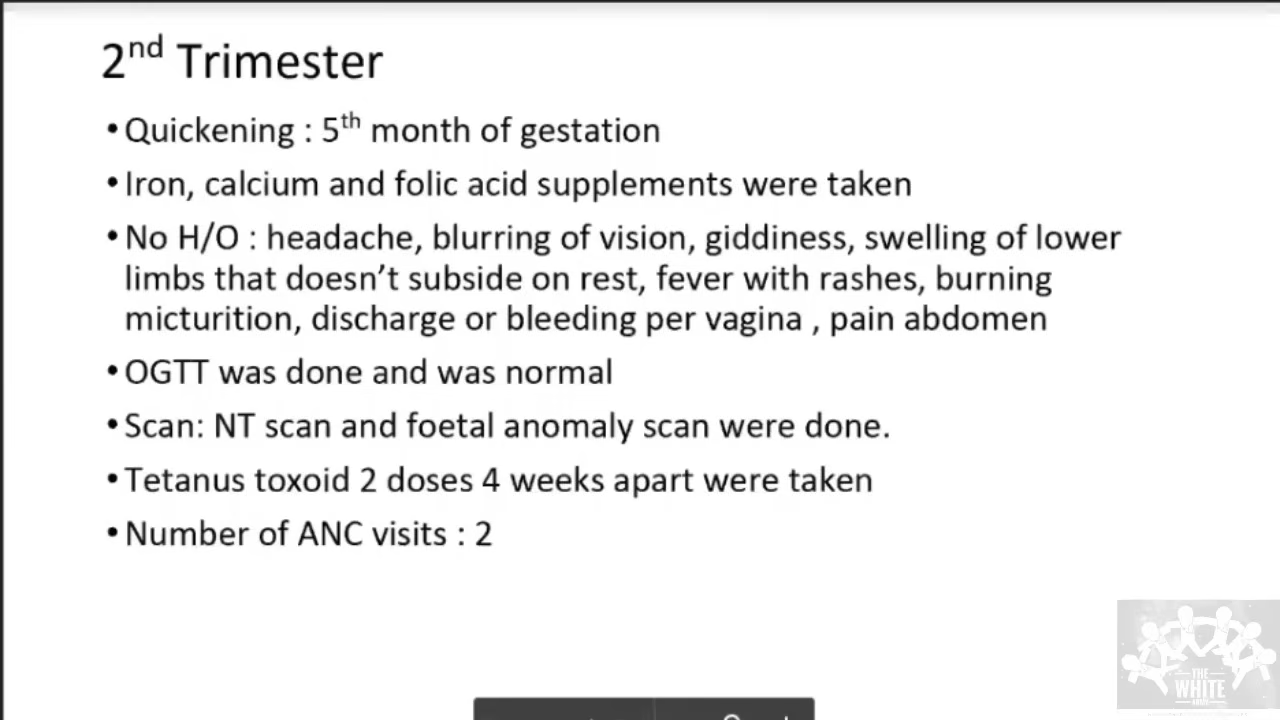 2nd Trimester
•Quickening : 5th month of gestation
•Iron, calcium and folic acid supplements were taken
•No H/O : headache, blurring of vision, giddiness, swelling of lower
limbs that doesn't subside on rest, fever with rashes, burning
micturition, discharge or bleeding per vagina , pain abdomen
•OGTT was done and was normal
•Scan: NT scan and foetal anomaly scan were done.
•Tetanus toxoid 2 doses 4 weeks apart were taken
•Number of ANC visits : 2
THE
WHITE